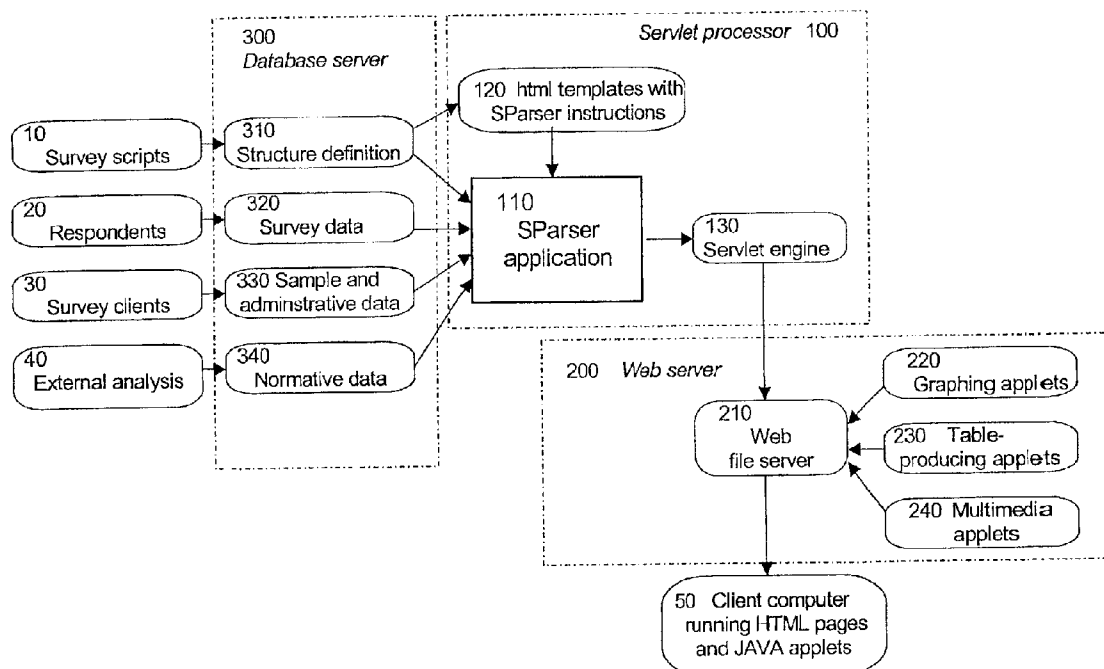 300
Database server
Servlet processor 100
120 html templates with
SParser instructions
10
Survey scripts
310
Structure definition
20
Respondents
320
Survey data
110
SParser
application
130
Servlet engine
30
Survey clients
330 Sample and
adminstrative data
40
External analysis
340
Normative data
200 Web server
210
Web
file server
220
Graphing applets
230 Table-
producing applets
240 Multimedia
applets
50 Client computer
running HTML pages
and JAVA applets